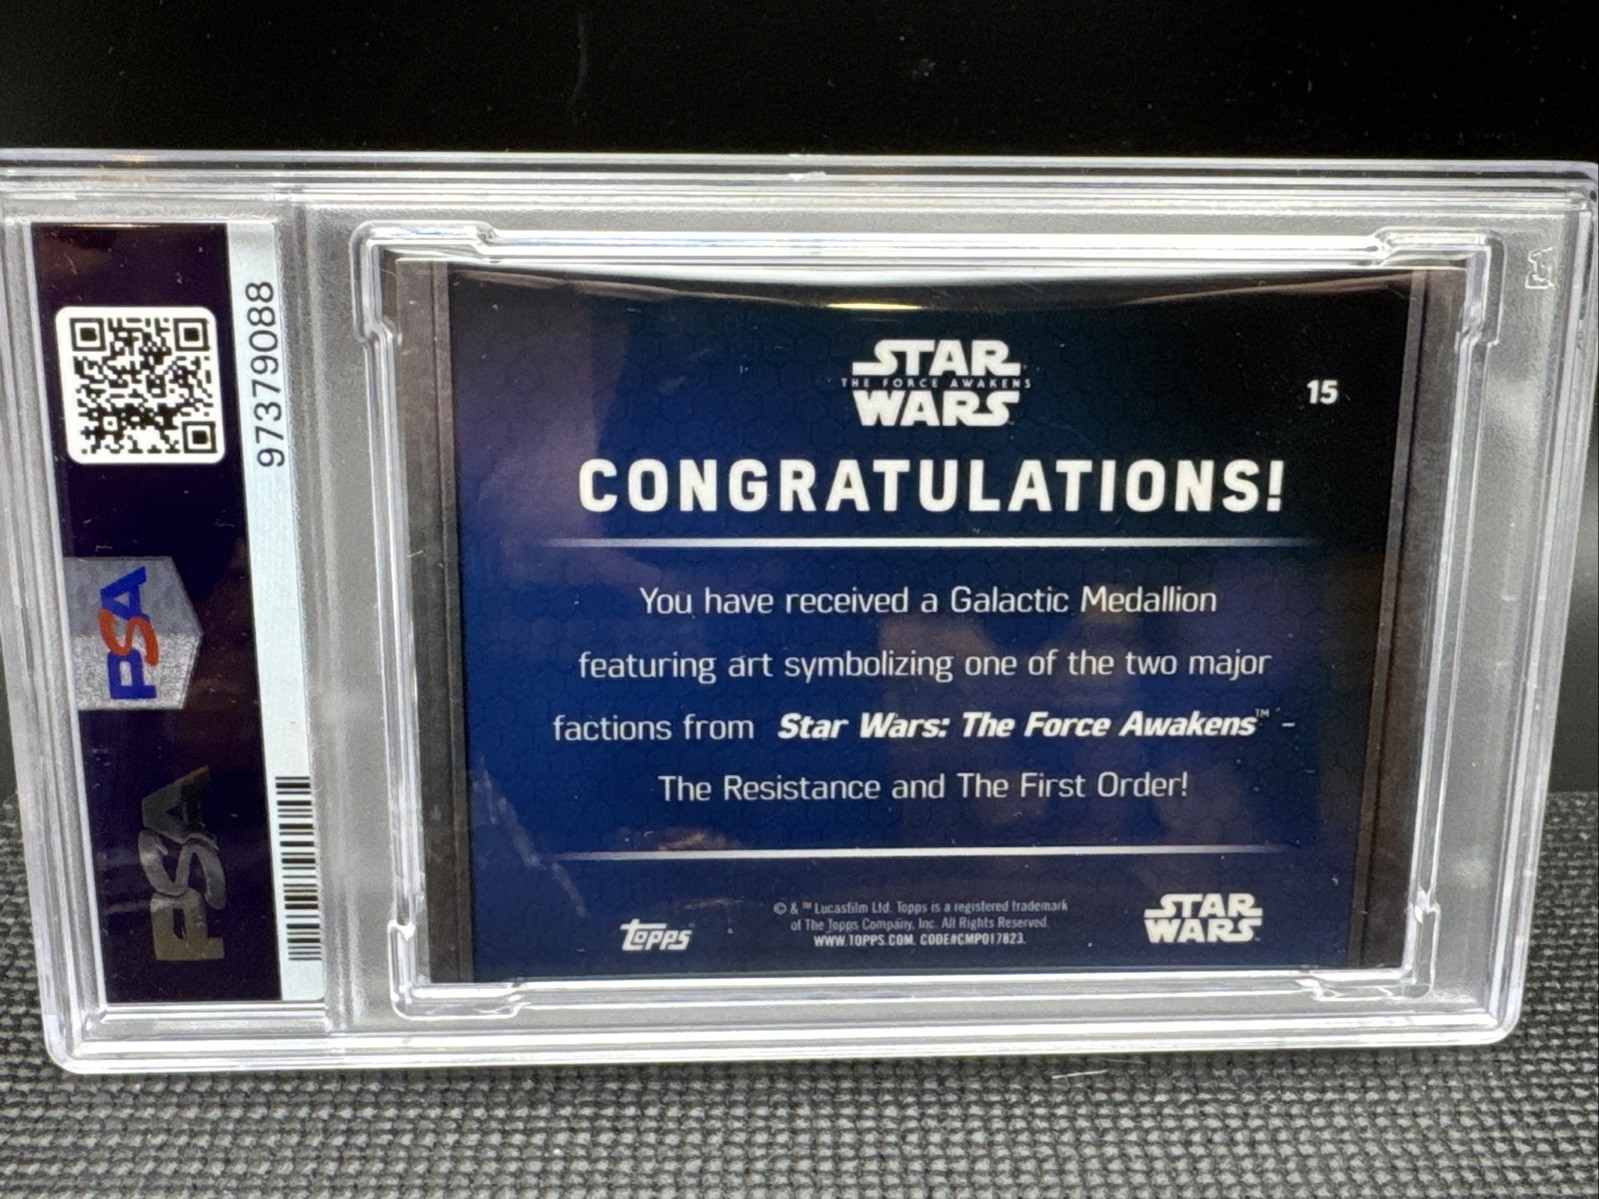 97379088
PSA
PSA
STAR
THE FORCE AWAKENS
WARS
15
CONGRATULATIONS!
You have received a Galactic Medallion
featuring art symbolizing one of the two major
factions from Star Wars: The Force Awakens™ -
The Resistance and The First Order!
topps
© & ™ Lucasfilm Ltd. Topps is a registered trademark
of The Topps Company, Inc. All Rights Reserved.
WWW.TOPPS.COM. CODE#CMP017823.
STAR
WARS